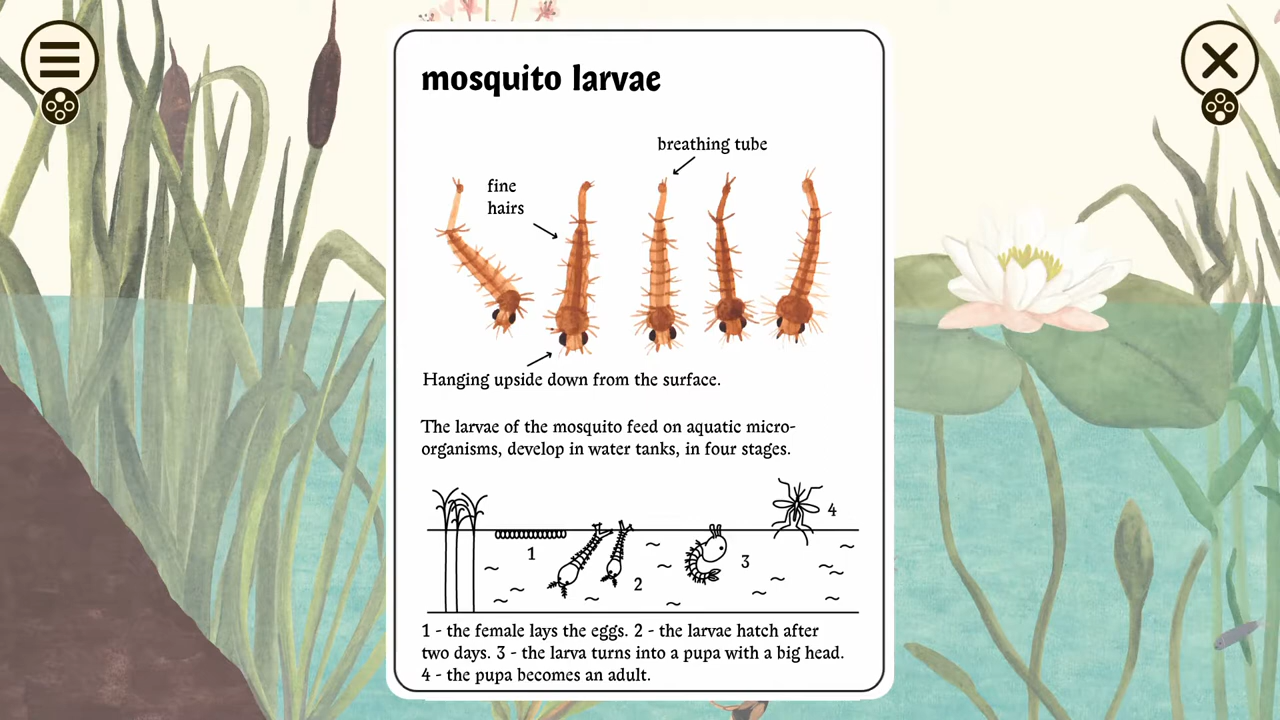 mosquito larvae
breathing tube
fine
hairs
Hanging upside down from the surface.
The larvae of the mosquito feed on aquatic micro-
organisms, develop in water tanks, in four stages.
4
1
3
2
1 - the female lays the eggs. 2 - the larvae hatch after
two days. 3 - the larva turns into a pupa with a big head.
4 - the pupa becomes an adult.